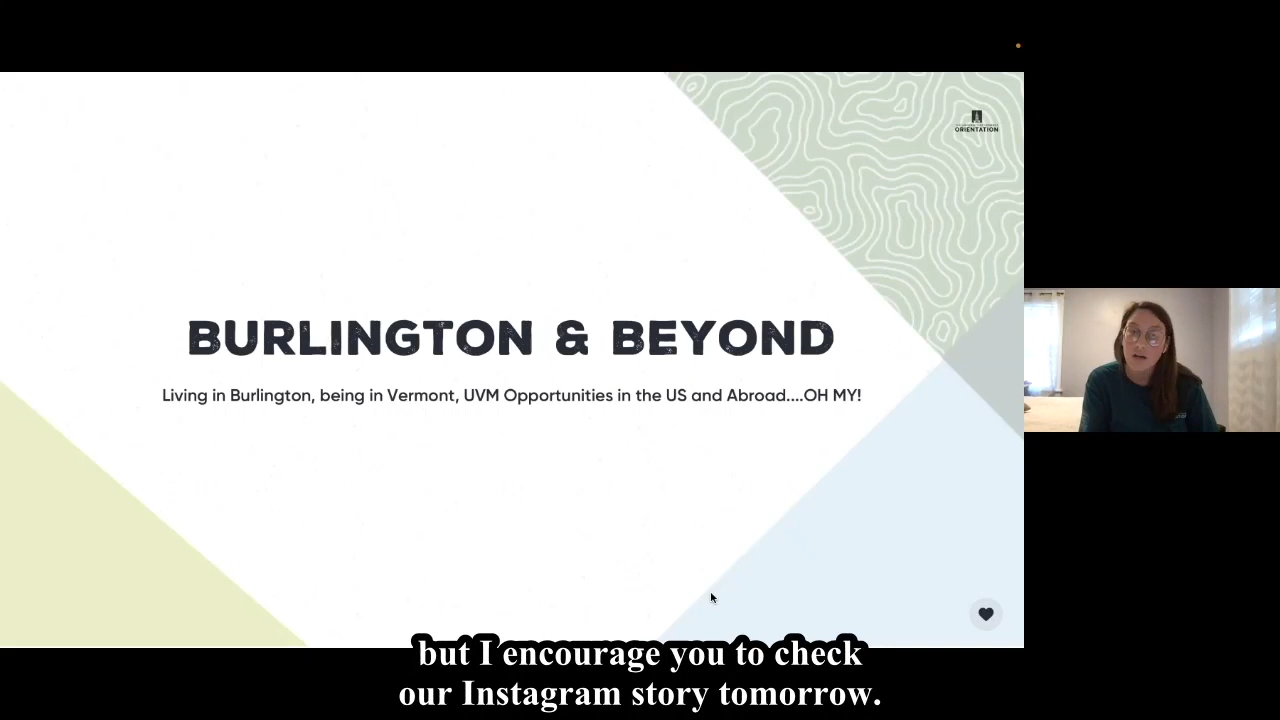 ORIENTATION
BURLINGTON & BEYOND
Living in Burlington, being in Vermont, UVM Opportunities in the US and Abroad....OH MY!
but I encourage you to check
our Instagram story tomorrow.